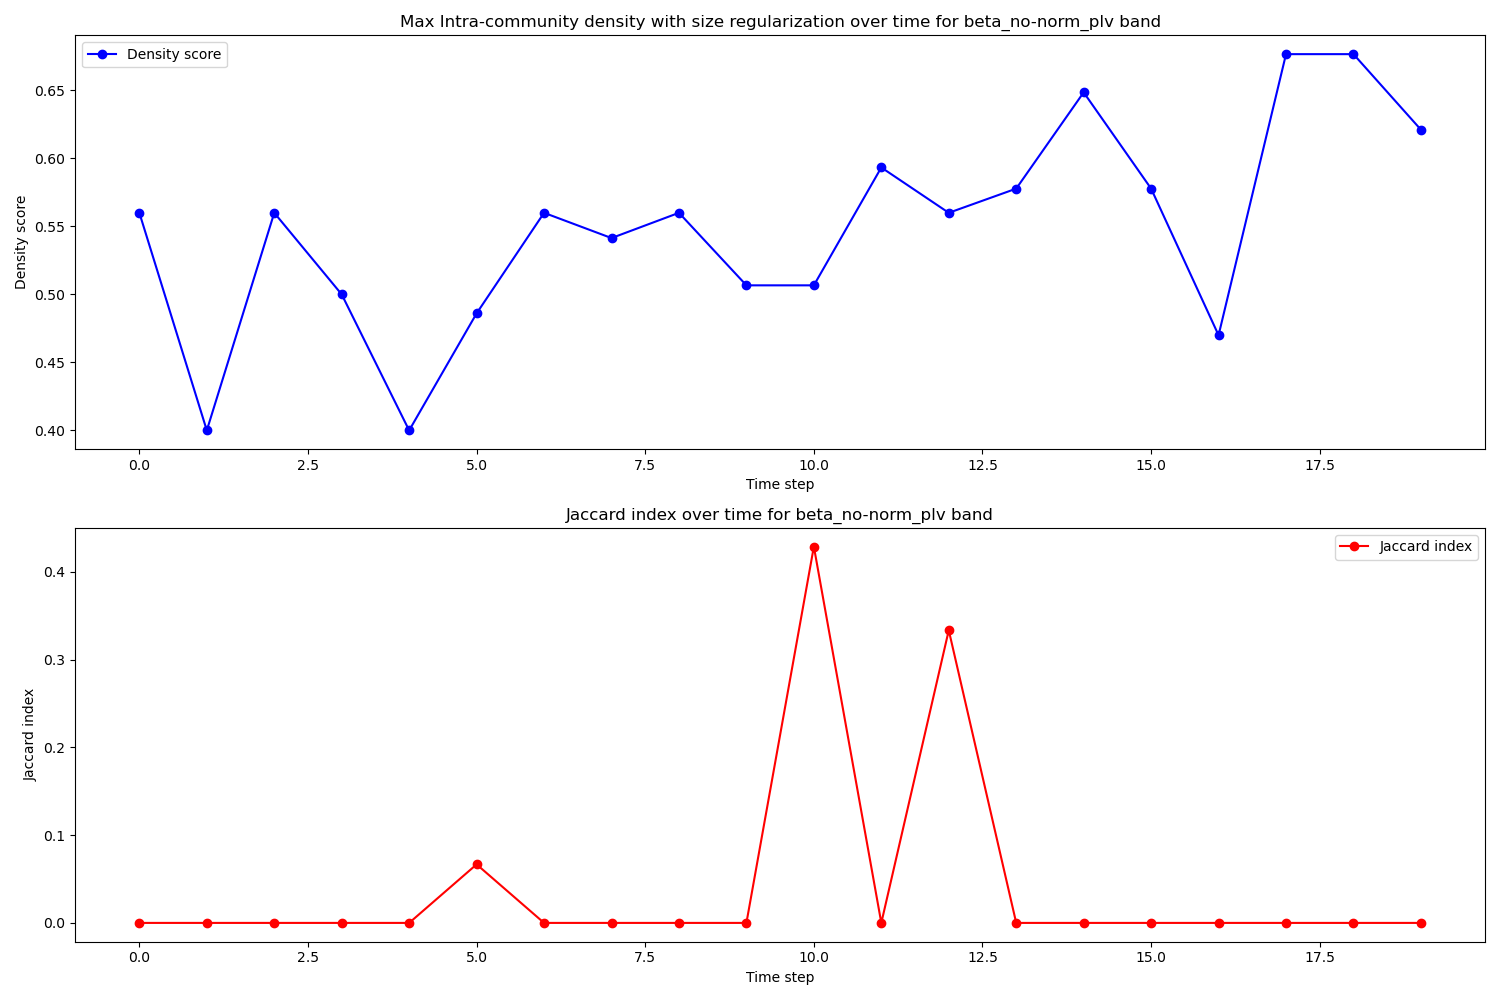 Max Intra-community density with size regularization over time for beta_no-norm_plv band
Density score
Density score
0.65
0.60
0.55
0.50
0.45
0.40
0.0 2.5 5.0 7.5 10.0 12.5 15.0 17.5
Time step
Jaccard index over time for beta_no-norm_plv band
Jaccard index
Jaccard index
0.4
0.3
0.2
0.1
0.0
0.0 2.5 5.0 7.5 10.0 12.5 15.0 17.5
Time step